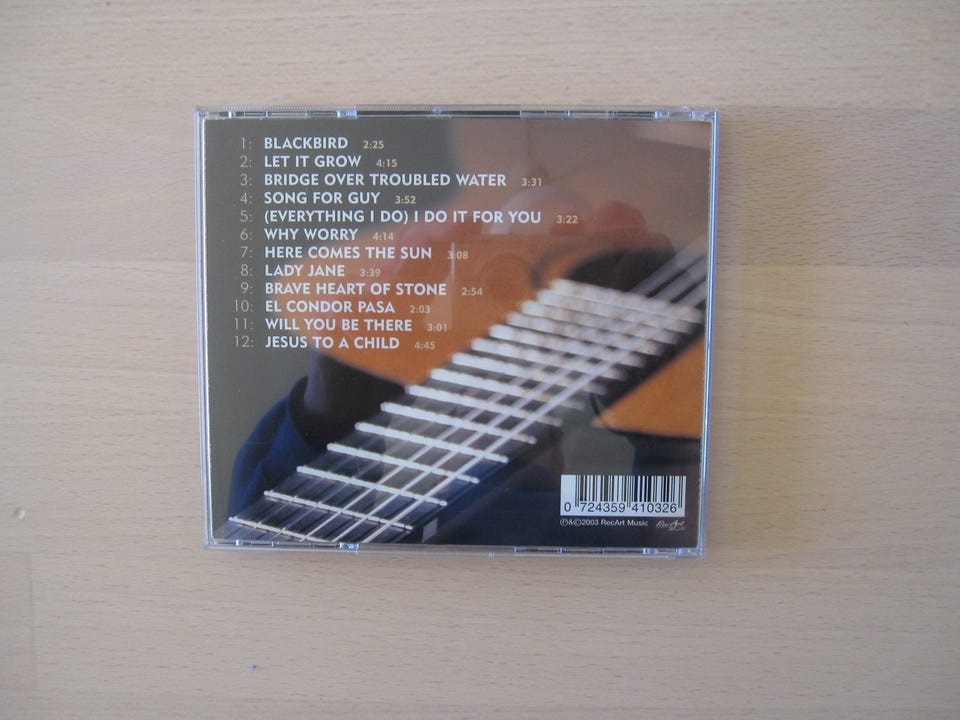 1: BLACKBIRD 2:25
2: LET IT GROW 4:15
3: BRIDGE OVER TROUBLED WATER 3:31
4: SONG FOR GUY 3:52
5: (EVERYTHING I DO) I DO IT FOR YOU 3:22
6: WHY WORRY 4:14
7: HERE COMES THE SUN 3:08
8: LADY JANE 3:39
9: BRAVE HEART OF STONE 2:54
10: EL CONDOR PASA 2:03
11: WILL YOU BE THERE 3:01
12: JESUS TO A CHILD 4:45
0 724359 410326
℗&©2003 RecArt Music RecArt